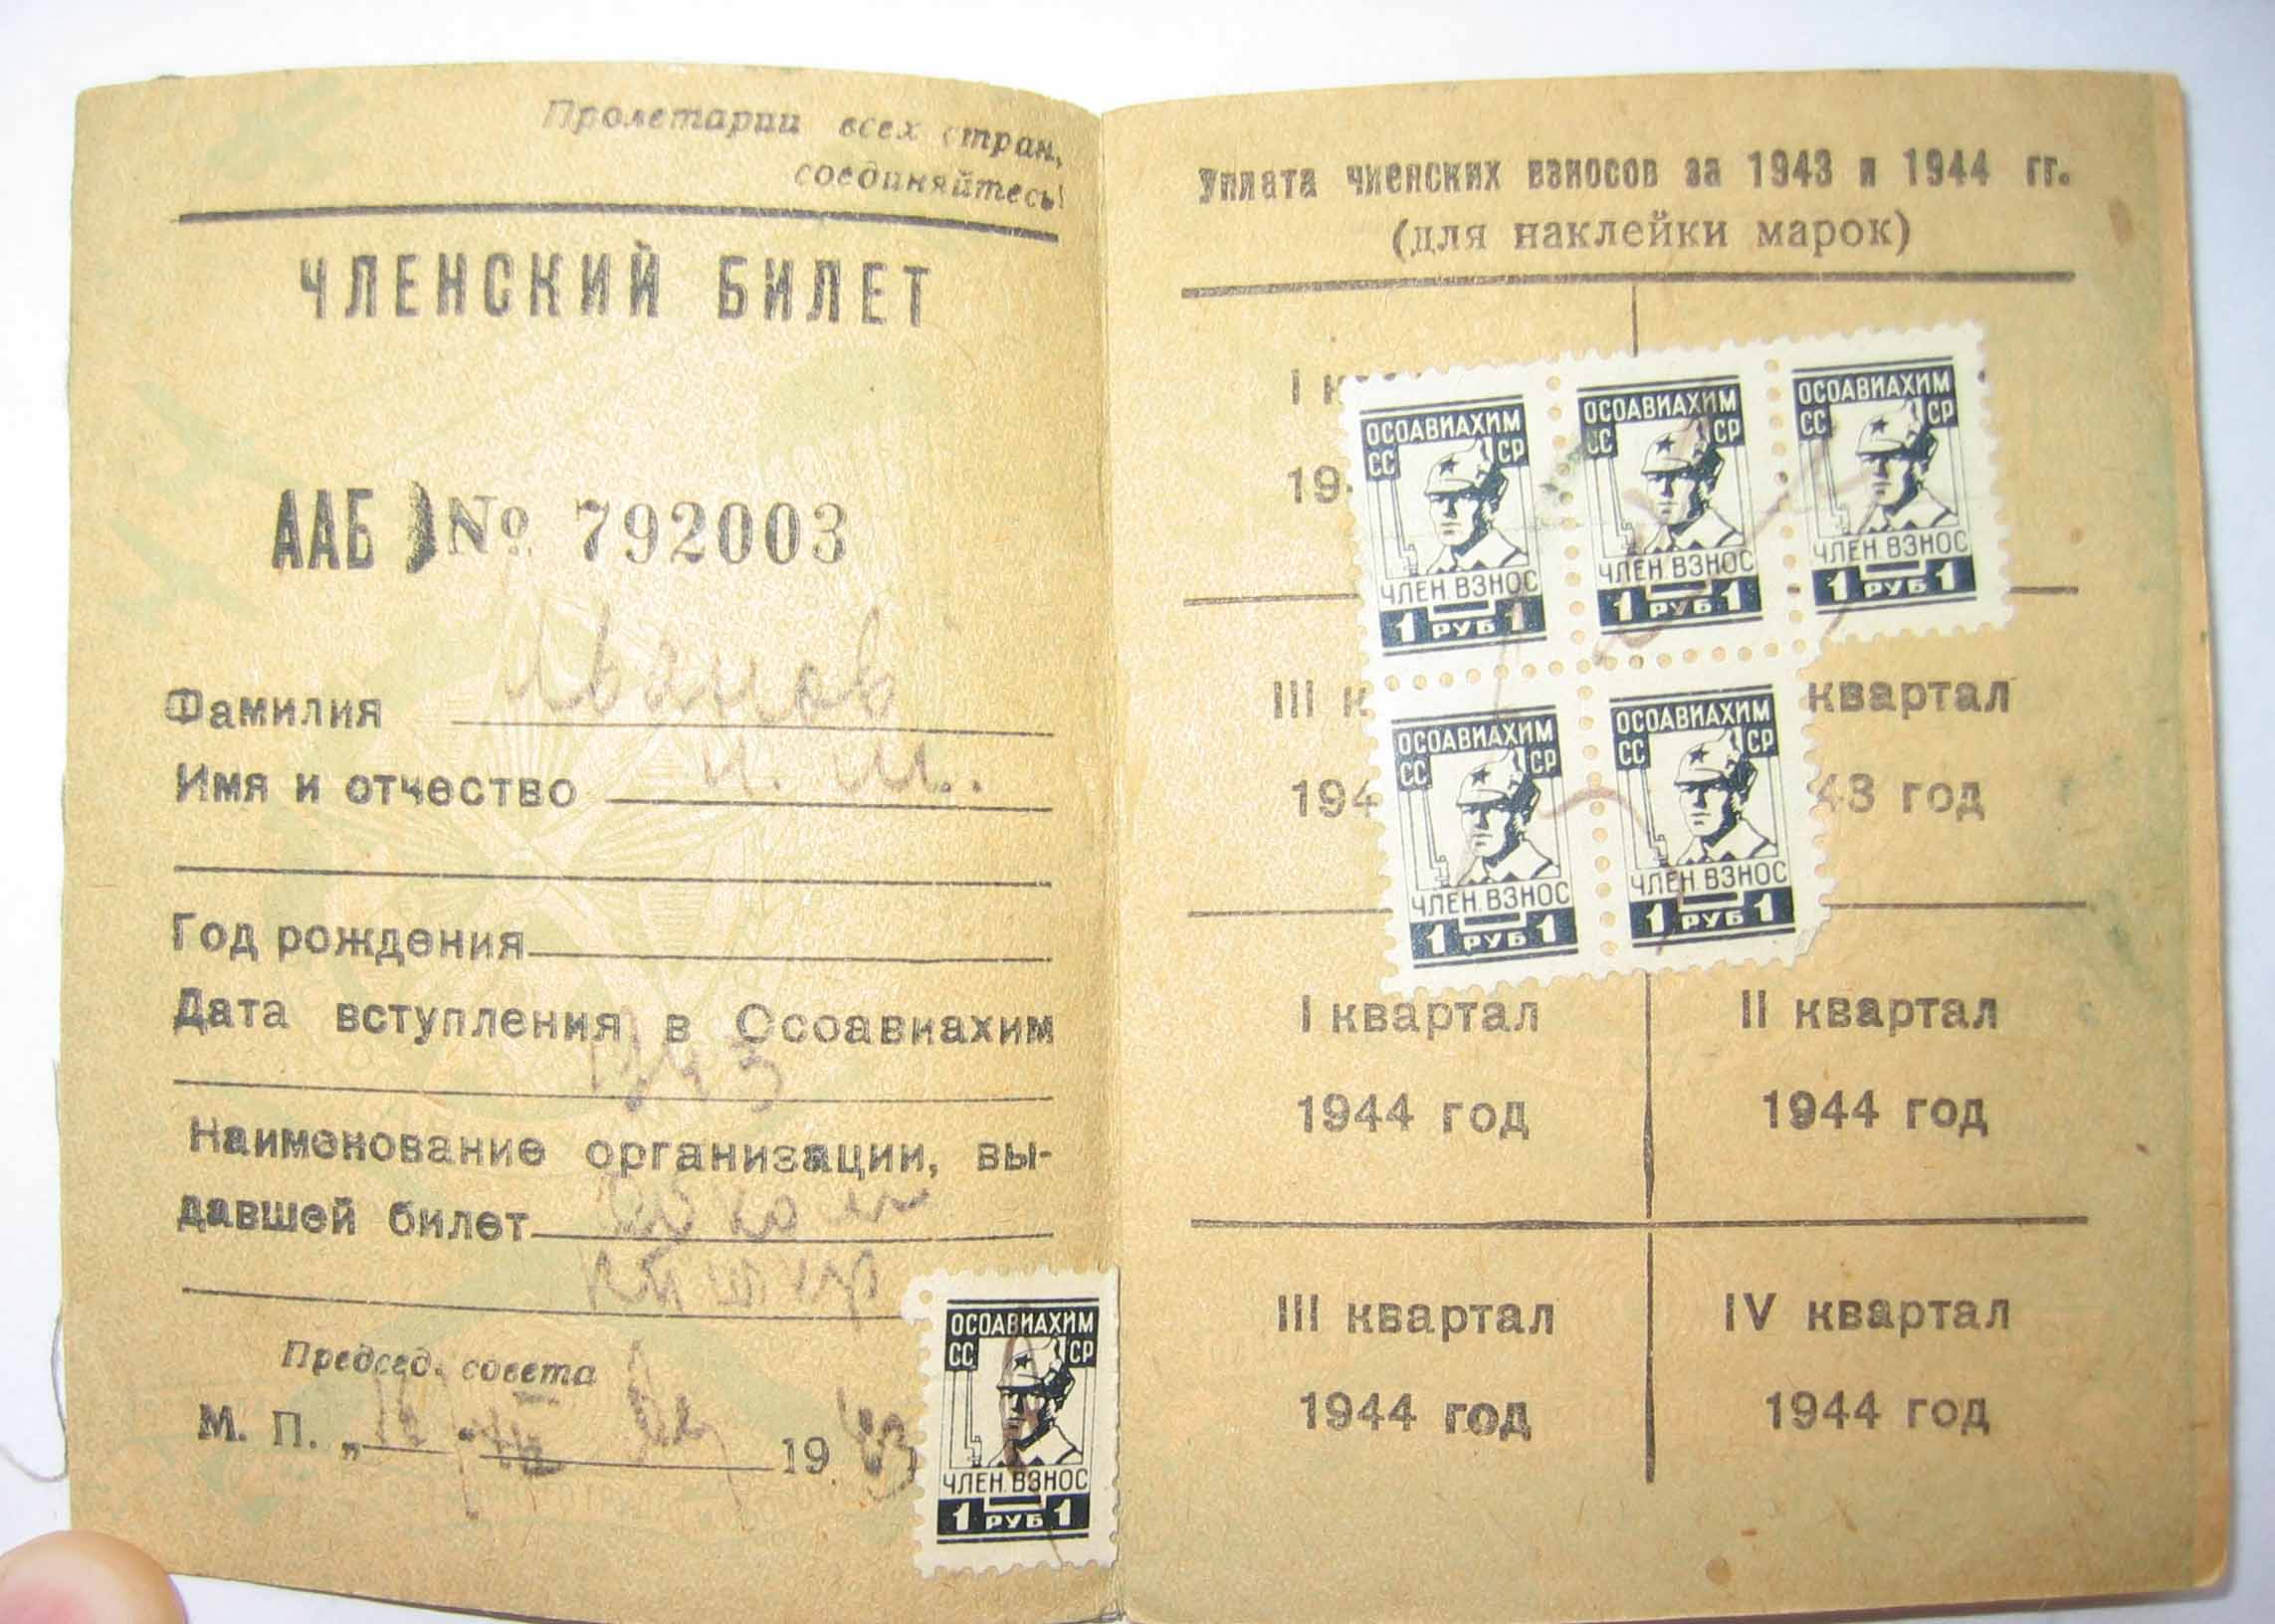 Пролетарии всех стран,
соединяйтесь!
ЧЛЕНСКИЙ БИЛЕТ
ААБ № 792003
Фамилия Иванов
Имя и отчество И. М.
Год рождения
Дата вступления в Осоавиахим
1943
Наименование организации, вы-
давшей билет
Председ. совета
М. П. „ “ 1943
ОСОАВИАХИМ
СС СР
ЧЛЕН. ВЗНОС
1 РУБ 1
Уплата членских взносов за 1943 и 1944 гг.
(для наклейки марок)
I к
19
ОСОАВИАХИМ ОСОАВИАХИМ ОСОАВИАХИМ
СС СР СС СР СС СР
ЧЛЕН. ВЗНОС ЧЛЕН. ВЗНОС ЧЛЕН. ВЗНОС
1 РУБ 1 1 РУБ 1 1 РУБ 1
III к квартал
194 43 год
ОСОАВИАХИМ ОСОАВИАХИМ
СС СР СС СР
ЧЛЕН. ВЗНОС ЧЛЕН. ВЗНОС
1 РУБ 1 1 РУБ 1
I квартал II квартал
1944 год 1944 год
III квартал IV квартал
1944 год 1944 год